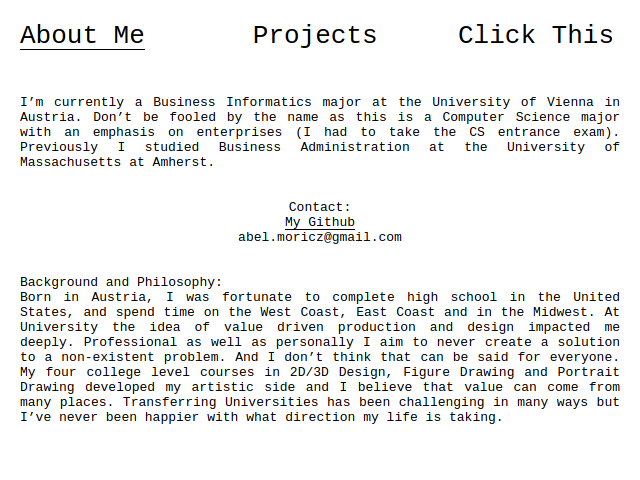 About Me Projects Click This
I’m currently a Business Informatics major at the University of Vienna in
Austria. Don’t be fooled by the name as this is a Computer Science major
with an emphasis on enterprises (I had to take the CS entrance exam).
Previously I studied Business Administration at the University of
Massachusetts at Amherst.
Contact:
My Github
abel.moricz@gmail.com
Background and Philosophy:
Born in Austria, I was fortunate to complete high school in the United
States, and spend time on the West Coast, East Coast and in the Midwest. At
University the idea of value driven production and design impacted me
deeply. Professional as well as personally I aim to never create a solution
to a non-existent problem. And I don’t think that can be said for everyone.
My four college level courses in 2D/3D Design, Figure Drawing and Portrait
Drawing developed my artistic side and I believe that value can come from
many places. Transferring Universities has been challenging in many ways but
I’ve never been happier with what direction my life is taking.